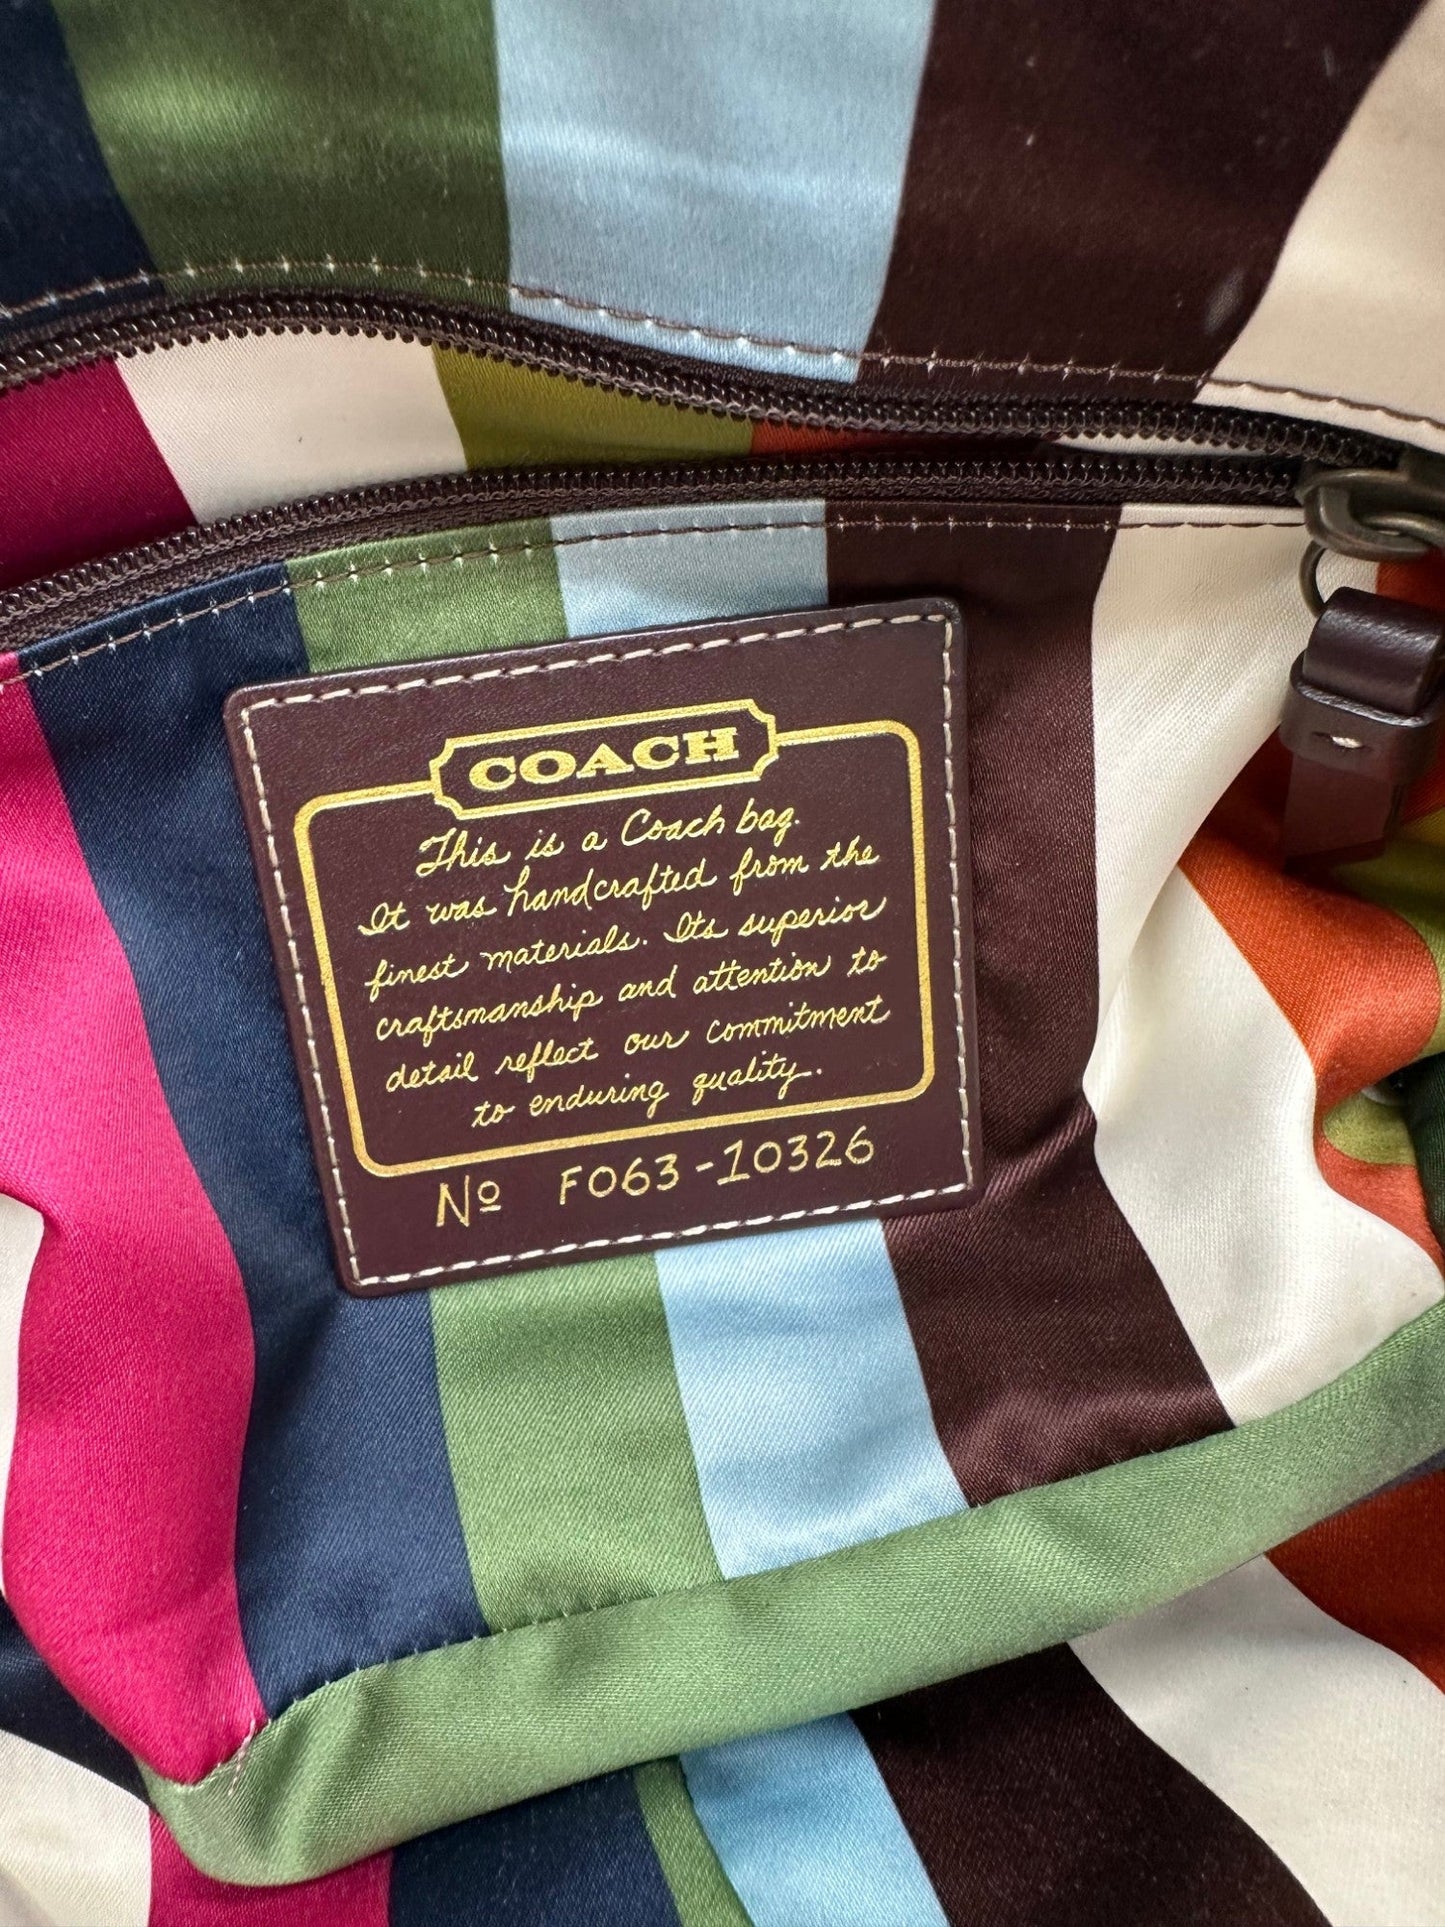 COACH
This is a Coach bag.
It was handcrafted from the
finest materials. Its superior
craftsmanship and attention to
detail reflect our commitment
to enduring quality.
Nº F063-10326